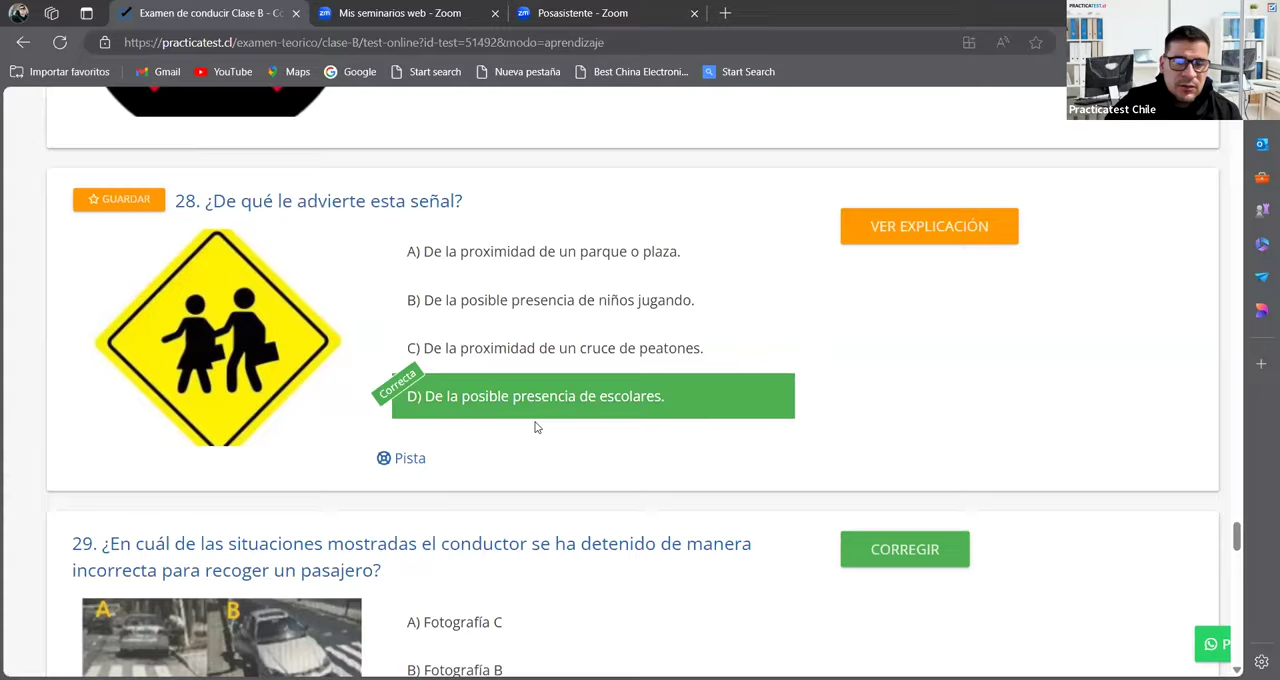 Examen de conducir Clase B - Co
Mis seminarios web - Zoom
Posasistente - Zoom
https://practicatest.cl/examen-teorico/clase-B/test-online?id-test=51492&modo=aprendizaje
Importar favoritos
Gmail
YouTube
Maps
Google
Start search
Nueva pestaña
Best China Electroni...
Start Search
PRACTICATEST.cl
Practicatest Chile
GUARDAR
28. ¿De qué le advierte esta señal?
VER EXPLICACIÓN
A) De la proximidad de un parque o plaza.
B) De la posible presencia de niños jugando.
C) De la proximidad de un cruce de peatones.
Correcta
D) De la posible presencia de escolares.
Pista
29. ¿En cuál de las situaciones mostradas el conductor se ha detenido de manera
incorrecta para recoger un pasajero?
CORREGIR
A B
A) Fotografía C
B) Fotografía B
P